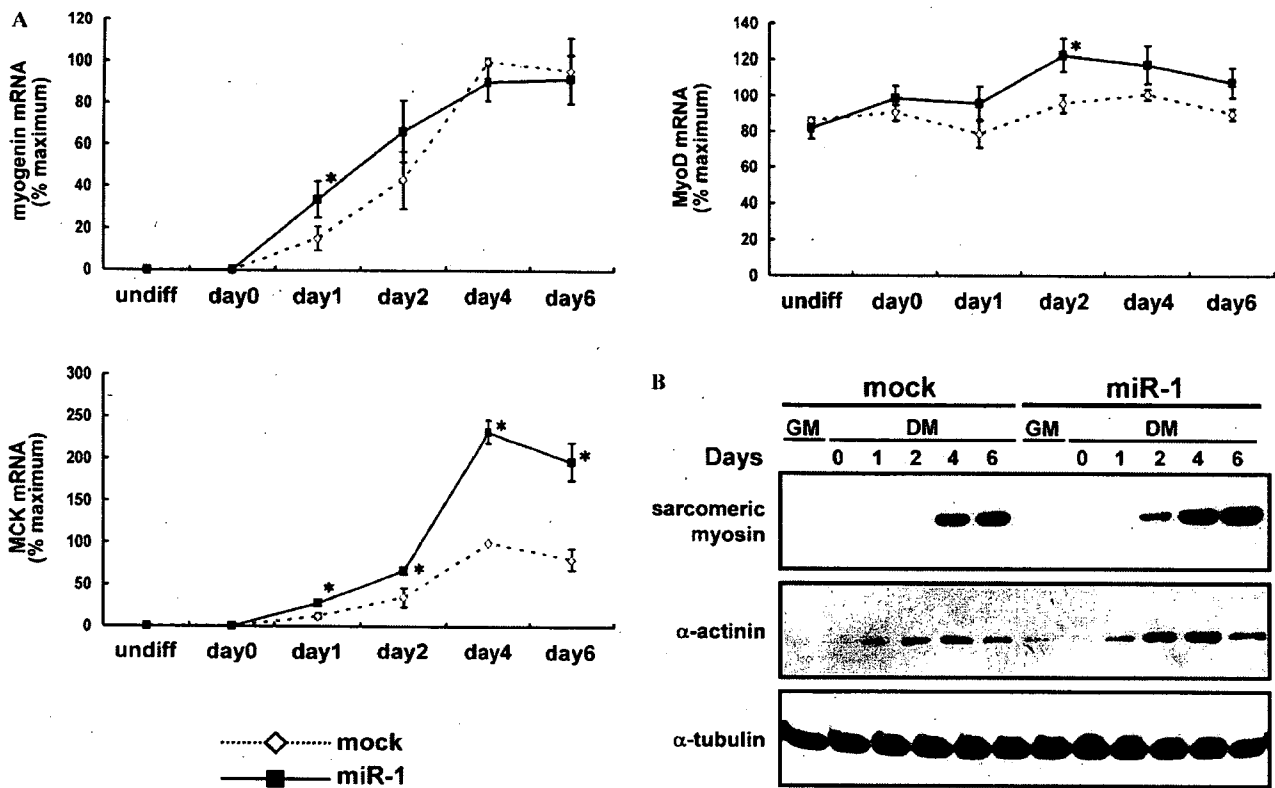 A
myogenin mRNA
(% maximum)
120
100
80
60
40
20
0
*
undiff day0 day1 day2 day4 day6
MyoD mRNA
(% maximum)
140
120
100
80
60
40
20
0
*
undiff day0 day1 day2 day4 day6
MCK mRNA
(% maximum)
300
250
200
150
100
50
0
* * * *
undiff day0 day1 day2 day4 day6
mock
miR-1
B
mock miR-1
GM DM GM DM
Days 0 1 2 4 6 0 1 2 4 6
sarcomeric
myosin
α-actinin
α-tubulin